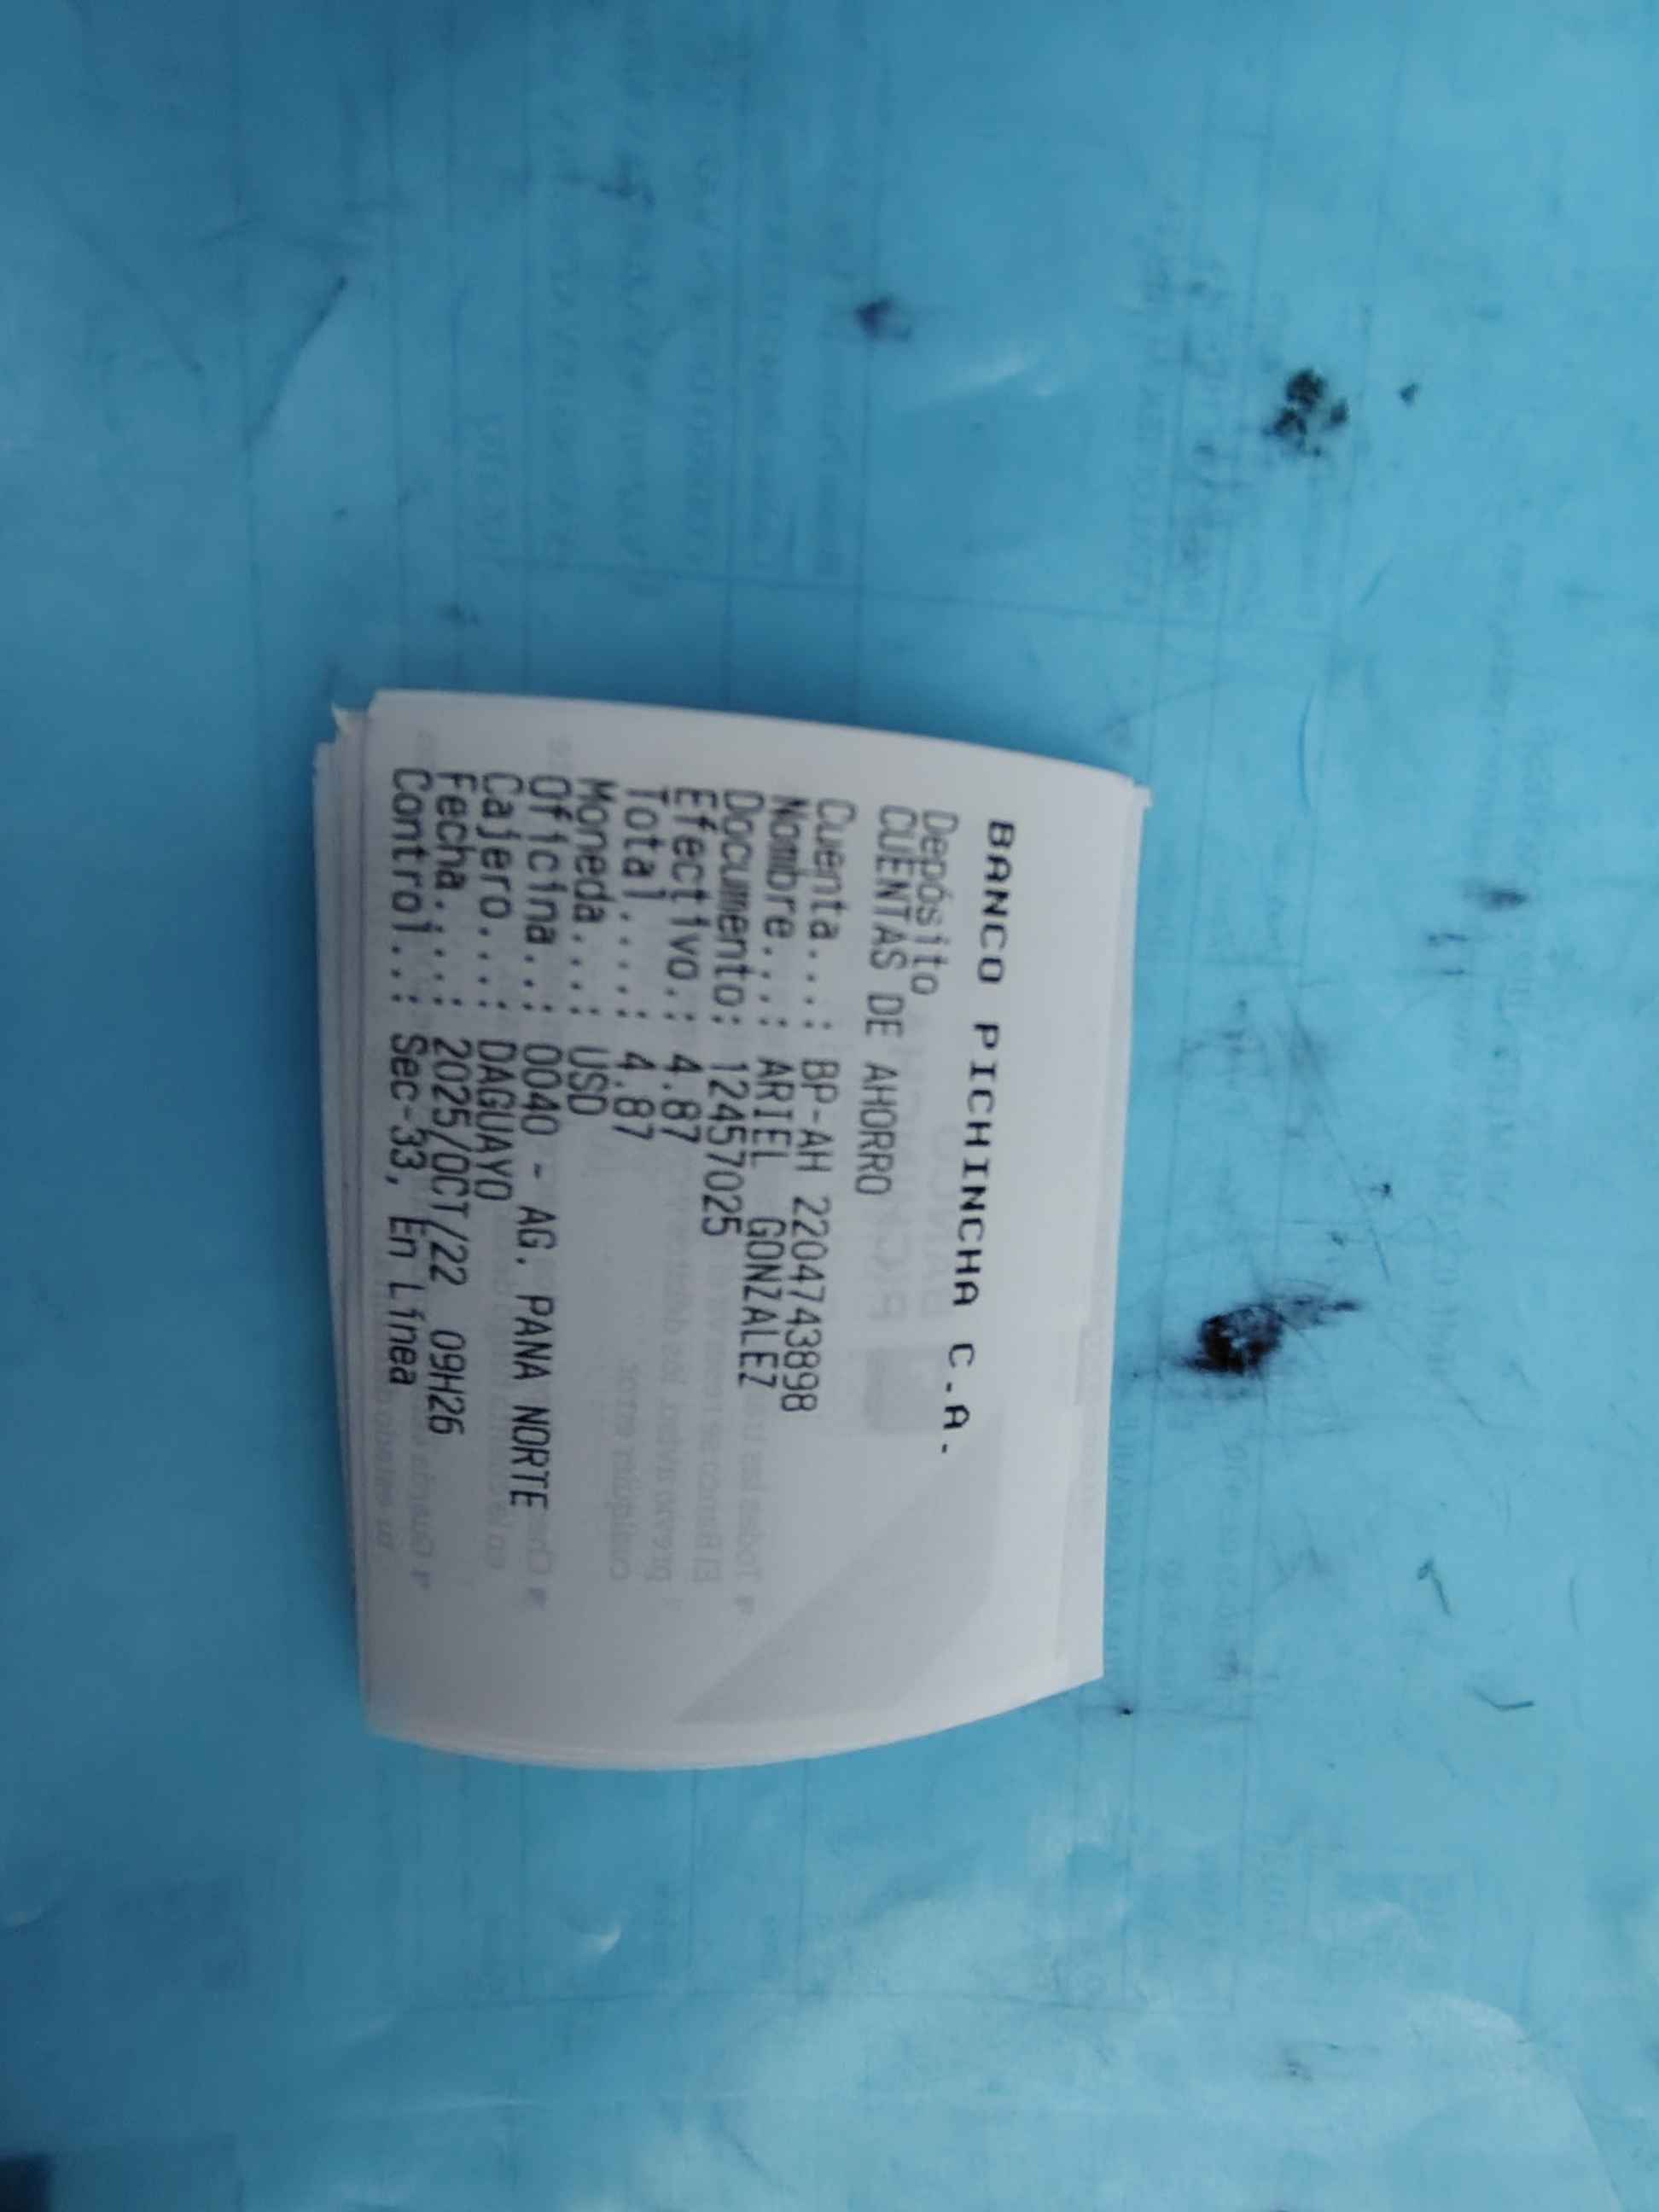 BANCO PICHINCHA C.A.
Depósito
CUENTAS DE AHORRO
Cuenta...: BP-AH 2204743898
Nombre...: ARIEL GONZALEZ
Documento: 124577025
Efectivo.: 4.87
Total....: 4.87
Moneda...: USD
Oficina..: 0040 - AG. PANA NORTE
Cajero...: DAGUAYO
Fecha....: 2025/OCT/22 09H26
Control..: Sec-33, En Línea